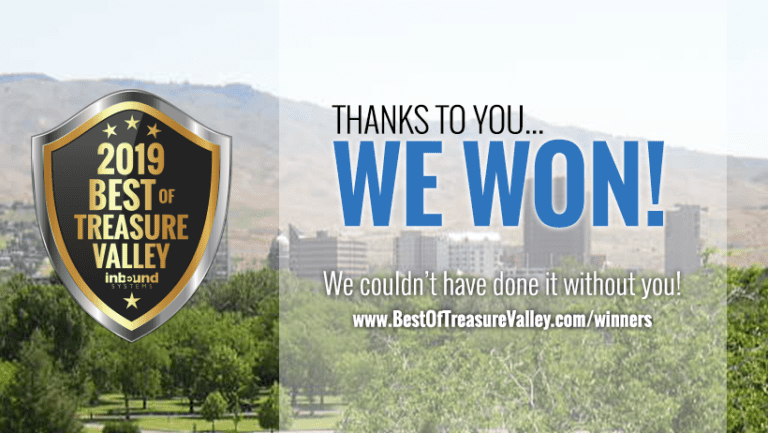 2019
BEST OF
TREASURE
VALLEY
inbound
SYSTEMS
THANKS TO YOU...
WE WON!
We couldn't have done it without you!
www.BestOfTreasureValley.com/winners